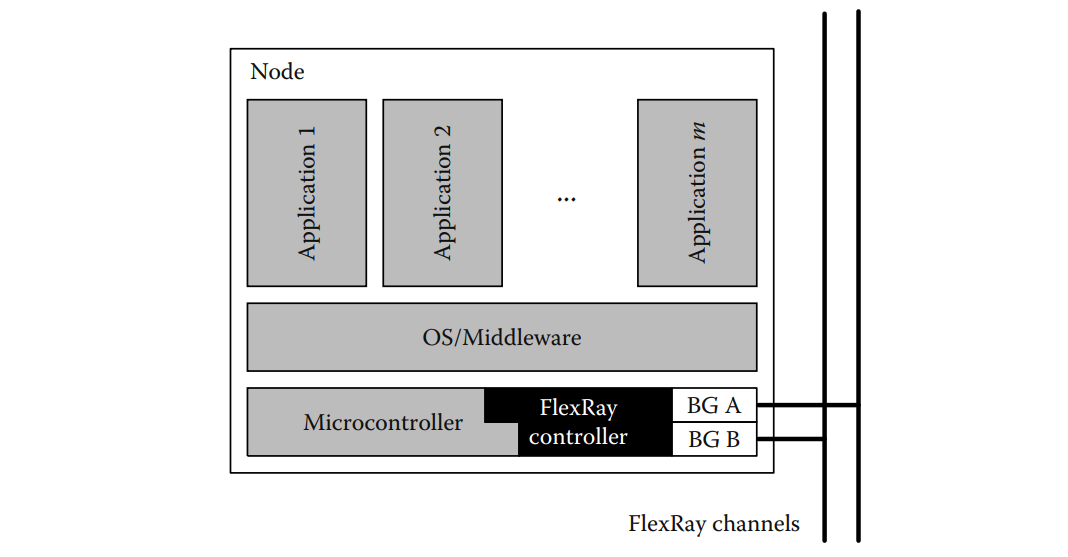 Node
Application 1
Application 2
...
Application m
OS/Middleware
Microcontroller
FlexRay
controller
BG A
BG B
FlexRay channels